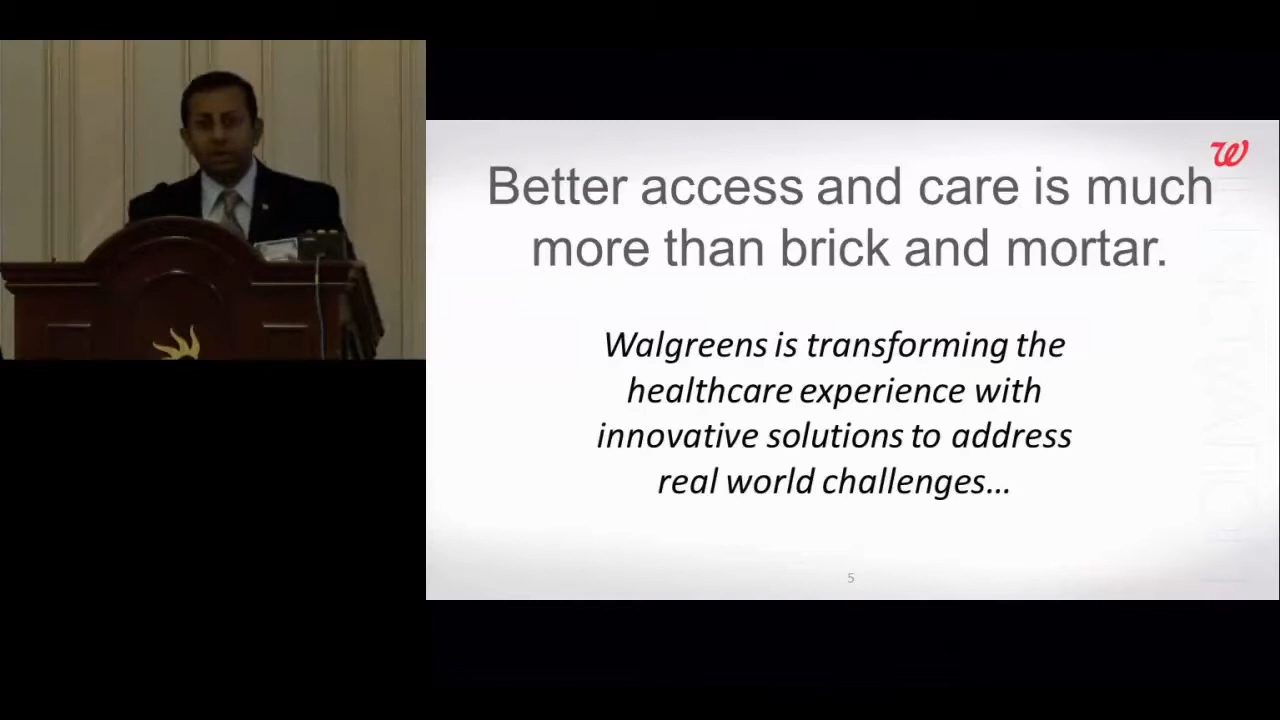 Better access and care is much
more than brick and mortar.
Walgreens is transforming the
healthcare experience with
innovative solutions to address
real world challenges…
5